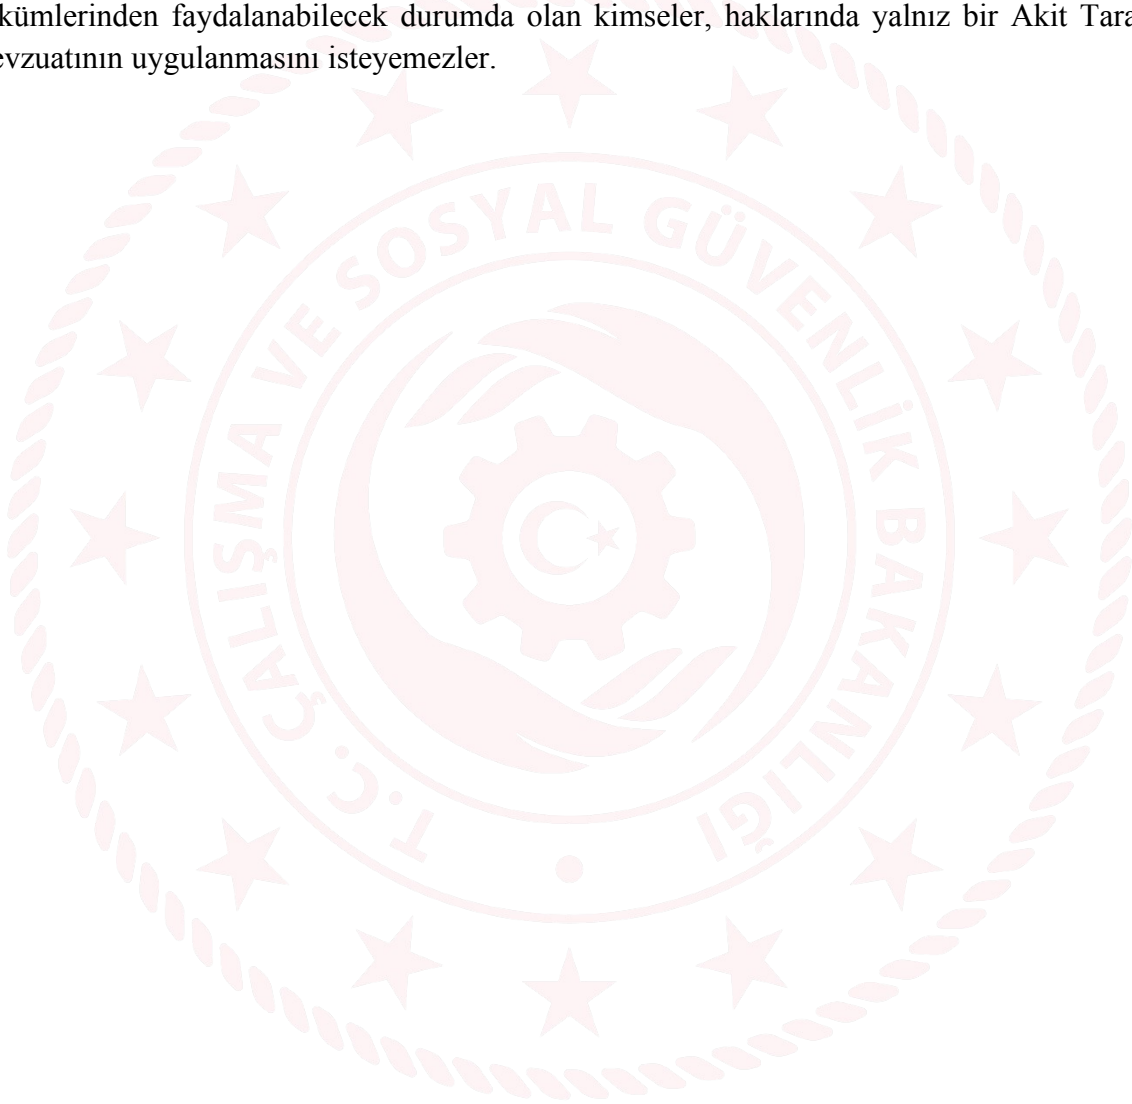 kümlerinden faydalanabilecek durumda olan kimseler, haklarında yalnız bir Akit Tara
evzuatının uygulanmasını isteyemezler.
T.C. ÇALIŞMA VE SOSYAL GÜVENLİK BAKANLIĞI